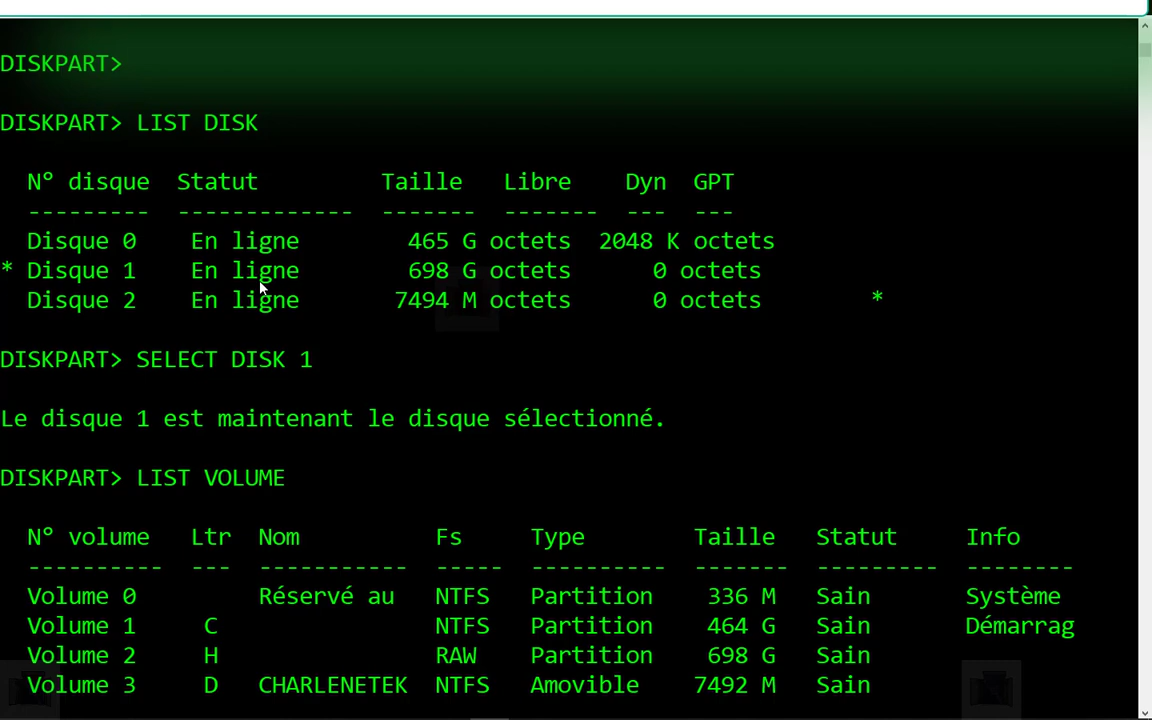 DISKPART>
DISKPART> LIST DISK
N° disque Statut Taille Libre Dyn GPT
--------- ------------- ------- ------- --- ---
Disque 0 En ligne 465 G octets 2048 K octets
* Disque 1 En ligne 698 G octets 0 octets
Disque 2 En ligne 7494 M octets 0 octets *
DISKPART> SELECT DISK 1
Le disque 1 est maintenant le disque sélectionné.
DISKPART> LIST VOLUME
N° volume Ltr Nom Fs Type Taille Statut Info
---------- --- ----------- ----- ---------- ------- --------- --------
Volume 0 Réservé au NTFS Partition 336 M Sain Système
Volume 1 C NTFS Partition 464 G Sain Démarrag
Volume 2 H RAW Partition 698 G Sain
Volume 3 D CHARLENETEK NTFS Amovible 7492 M Sain